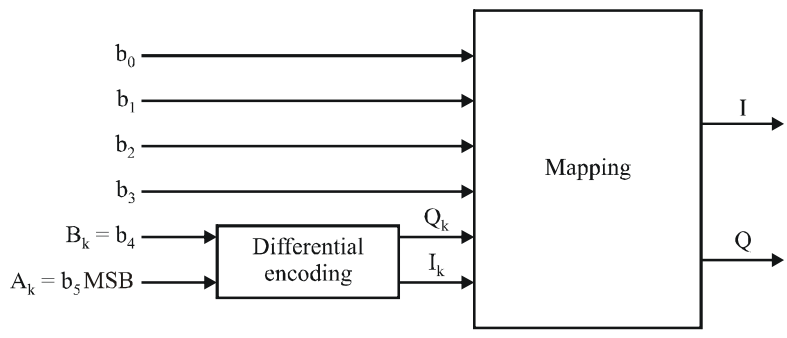 b0
b1
b2
b3
Bk = b4
Ak = b5 MSB
Differential
encoding
Qk
Ik
Mapping
I
Q